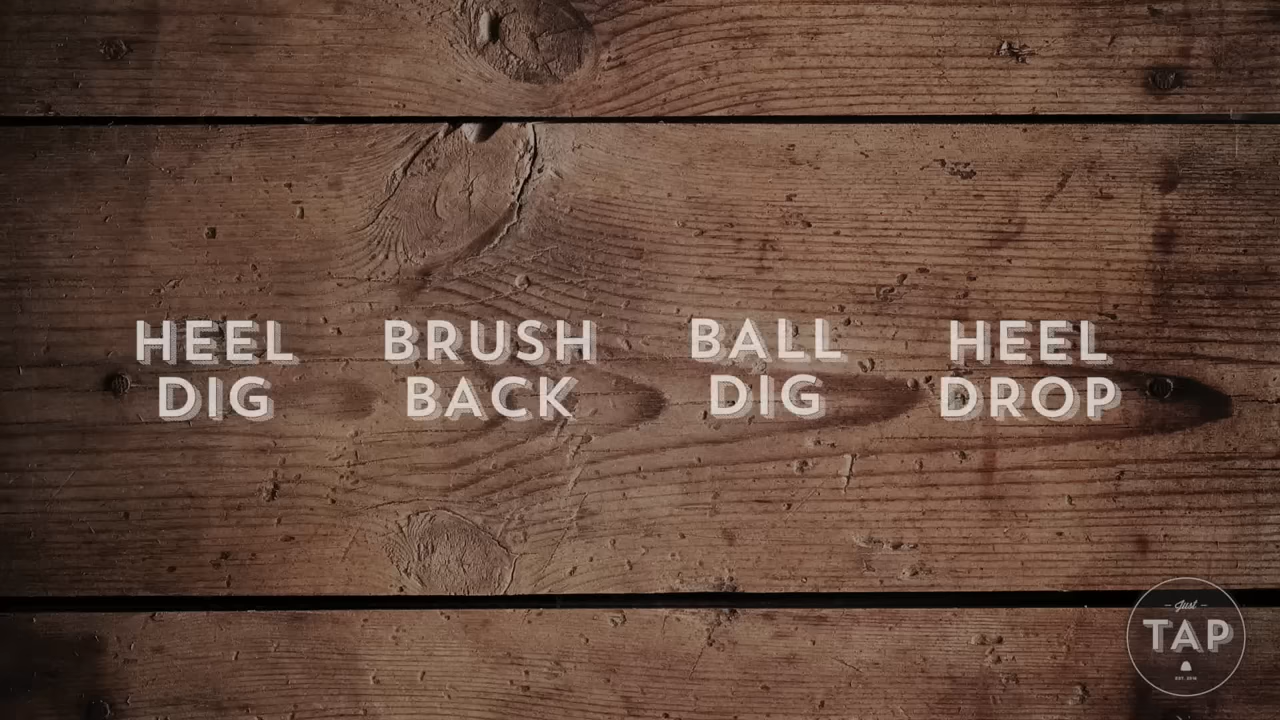 HEEL BRUSH BALL HEEL
DIG BACK DIG DROP
Just
TAP
EST. 2016